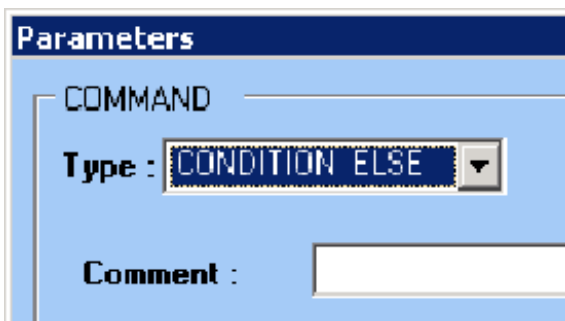 Parameters
COMMAND
Type : CONDITION ELSE
Comment :